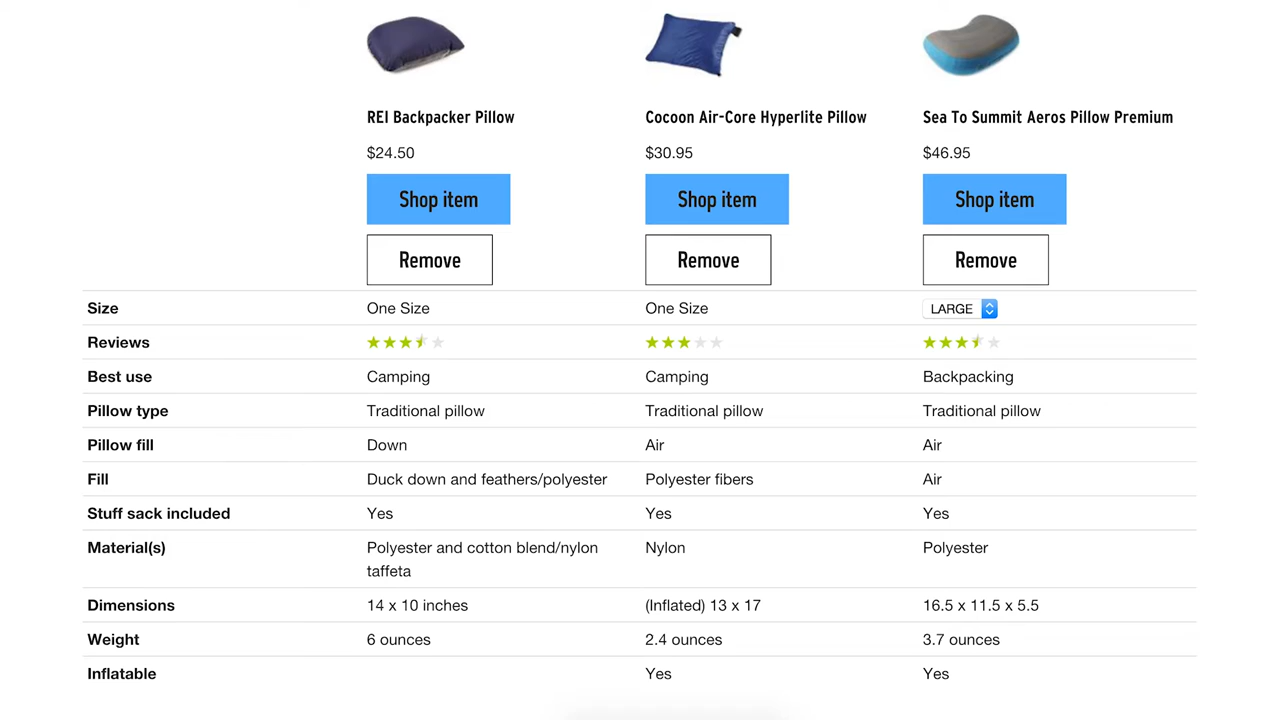 REI Backpacker Pillow Cocoon Air-Core Hyperlite Pillow Sea To Summit Aeros Pillow Premium
$24.50 $30.95 $46.95
Shop item Shop item Shop item
Remove Remove Remove
Size One Size One Size LARGE
Reviews
Best use Camping Camping Backpacking
Pillow type Traditional pillow Traditional pillow Traditional pillow
Pillow fill Down Air Air
Fill Duck down and feathers/polyester Polyester fibers Air
Stuff sack included Yes Yes Yes
Material(s) Polyester and cotton blend/nylon Nylon Polyester
taffeta
Dimensions 14 x 10 inches (Inflated) 13 x 17 16.5 x 11.5 x 5.5
Weight 6 ounces 2.4 ounces 3.7 ounces
Inflatable Yes Yes